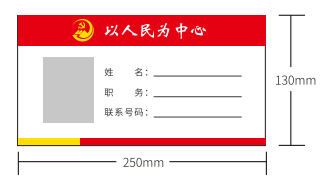 以人民为中心
姓 名：
职 务：
联系号码：
130mm
250mm